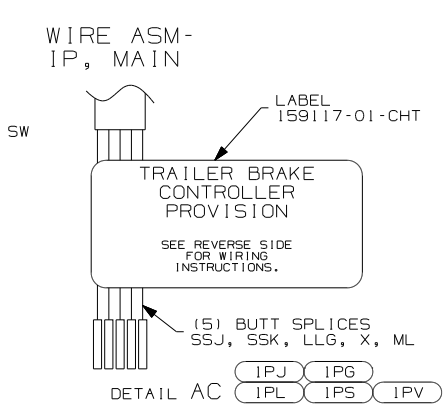 WIRE ASM-
IP, MAIN
LABEL
159117-01-CHT
SW
TRAILER BRAKE
CONTROLLER
PROVISION
SEE REVERSE SIDE
FOR WIRING
INSTRUCTIONS.
(5) BUTT SPLICES
SSJ, SSK, LLG, X, ML
1PJ 1PG
DETAIL AC 1PL 1PS 1PV